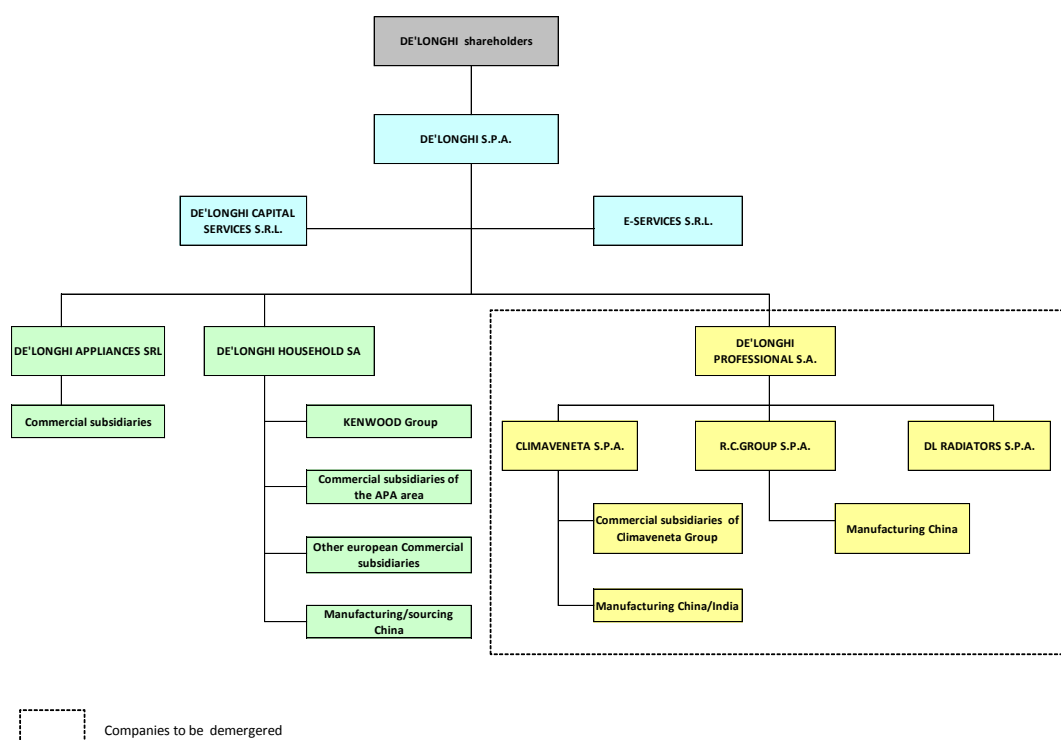 DE'LONGHI shareholders
DE'LONGHI S.P.A.
DE'LONGHI CAPITAL
SERVICES S.R.L.
E-SERVICES S.R.L.
DE'LONGHI APPLIANCES SRL
DE'LONGHI HOUSEHOLD SA
DE'LONGHI
PROFESSIONAL S.A.
Commercial subsidiaries
KENWOOD Group
CLIMAVENETA S.P.A.
R.C.GROUP S.P.A.
DL RADIATORS S.P.A.
Commercial subsidiaries of
the APA area
Commercial subsidiaries of
Climaveneta Group
Manufacturing China
Other european Commercial
subsidiaries
Manufacturing/sourcing
China
Manufacturing China/India
Companies to be demergered